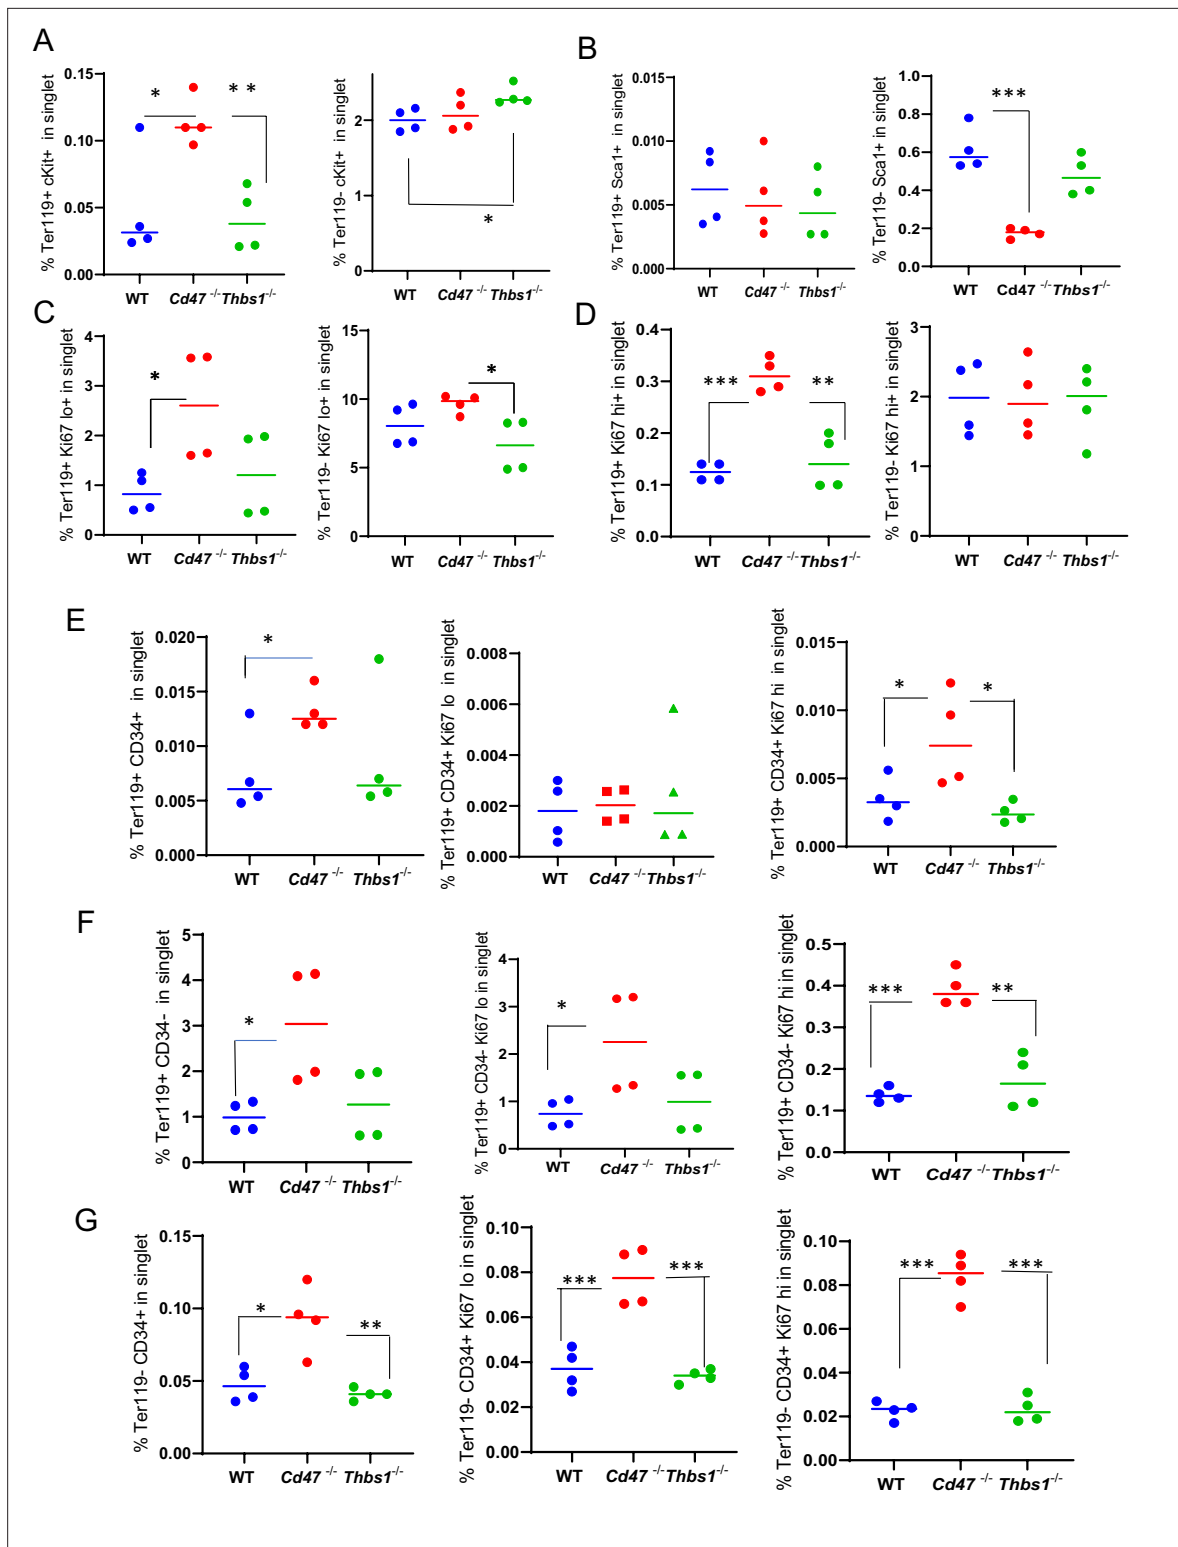 A
% Ter119+ cKit+ in singlet
0.15
0.10
0.05
0.00
*
* *
WT
Cd47 -/-
Thbs1-/-
% Ter119- cKit+ in singlet
2
2
1
0
*
WT
Cd47 -/-
Thbs1-/-
B
% Ter119+ Sca1+ in singlet
0.015
0.010
0.005
0.000
WT
Cd47 -/-
Thbs1-/-
% Ter119- Sca1+ in singlet
1.0
0.8
0.6
0.4
0.2
0.0
***
WT
Cd47 -/-
Thbs1-/-
C
% Ter119+ Ki67 lo+ in singlet
4
3
2
1
0
*
WT
Cd47 -/-
Thbs1-/-
% Ter119- Ki67 lo+ in singlet
15
10
5
0
*
WT
Cd47 -/-
Thbs1-/-
D
% Ter119+ Ki67 hi+ in singlet
0.4
0.3
0.2
0.1
0.0
***
**
WT
Cd47 -/-
Thbs1-/-
% Ter119- Ki67 hi+ in singlet
3
2
1
0
WT
Cd47 -/-
Thbs1-/-
E
% Ter119+ CD34+ in singlet
0.020
0.015
0.010
0.005
0.000
*
WT
Cd47 -/-
Thbs1-/-
% Ter119+ CD34+ Ki67 lo in singlet
0.008
0.006
0.004
0.002
0.000
WT
Cd47 -/-
Thbs1-/-
% Ter119+ CD34+ Ki67 hi in singlet
0.015
0.010
0.005
0.000
*
*
WT
Cd47 -/-
Thbs1-/-
F
% Ter119+ CD34- in singlet
5
4
3
2
1
0
*
WT
Cd47 -/-
Thbs1-/-
% Ter119+ CD34- Ki67 lo in singlet
4
3
2
1
0
*
WT
Cd47 -/-
Thbs1-/-
% Ter119+ CD34- Ki67 hi in singlet
0.5
0.4
0.3
0.2
0.1
0.0
***
**
WT
Cd47 -/-
Thbs1-/-
G
% Ter119- CD34+ in singlet
0.15
0.10
0.05
0.00
*
**
WT
Cd47 -/-
Thbs1-/-
% Ter119- CD34+ Ki67 lo in singlet
0.10
0.08
0.06
0.04
0.02
0.00
***
***
WT
Cd47 -/-
Thbs1-/-
% Ter119- CD34+ Ki67 hi in singlet
0.10
0.08
0.06
0.04
0.02
0.00
***
***
WT
Cd47 -/-
Thbs1-/-